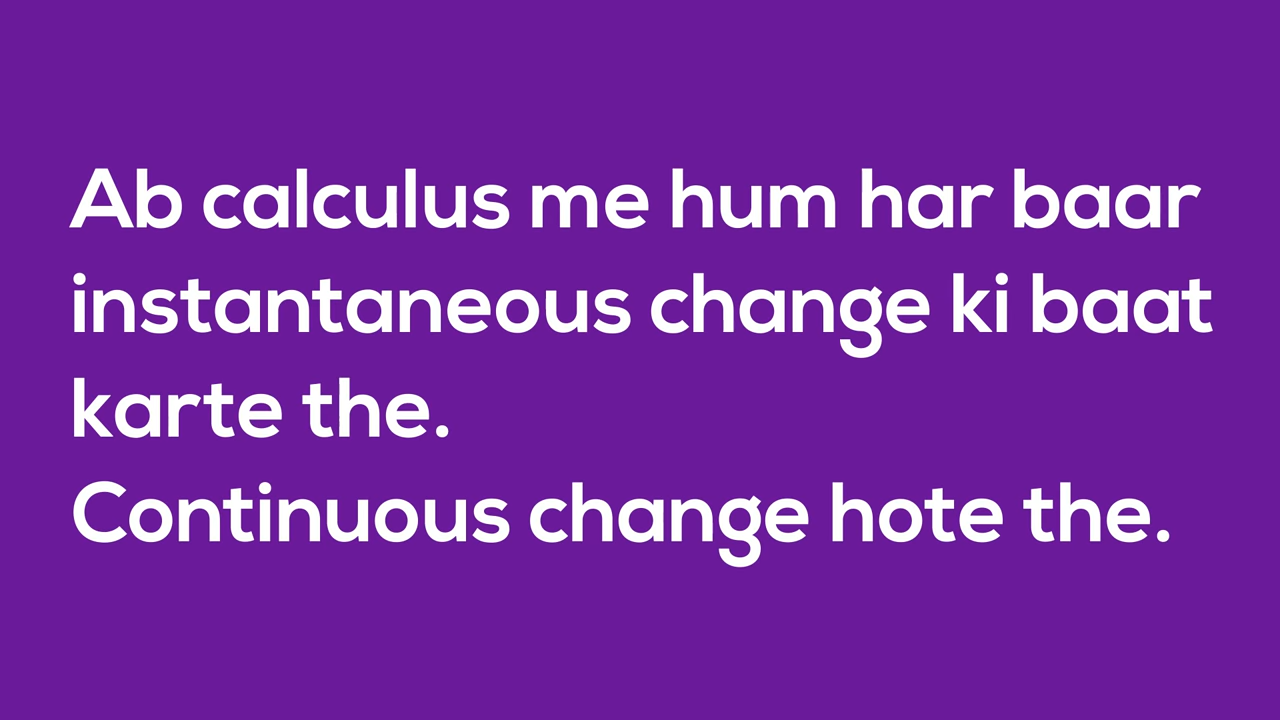 Ab calculus me hum har baar
instantaneous change ki baat
karte the.
Continuous change hote the.